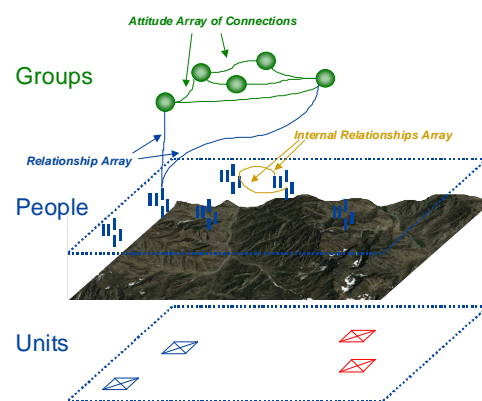 Attitude Array of Connections
Groups
Internal Relationships Array
Relationship Array
People
Units